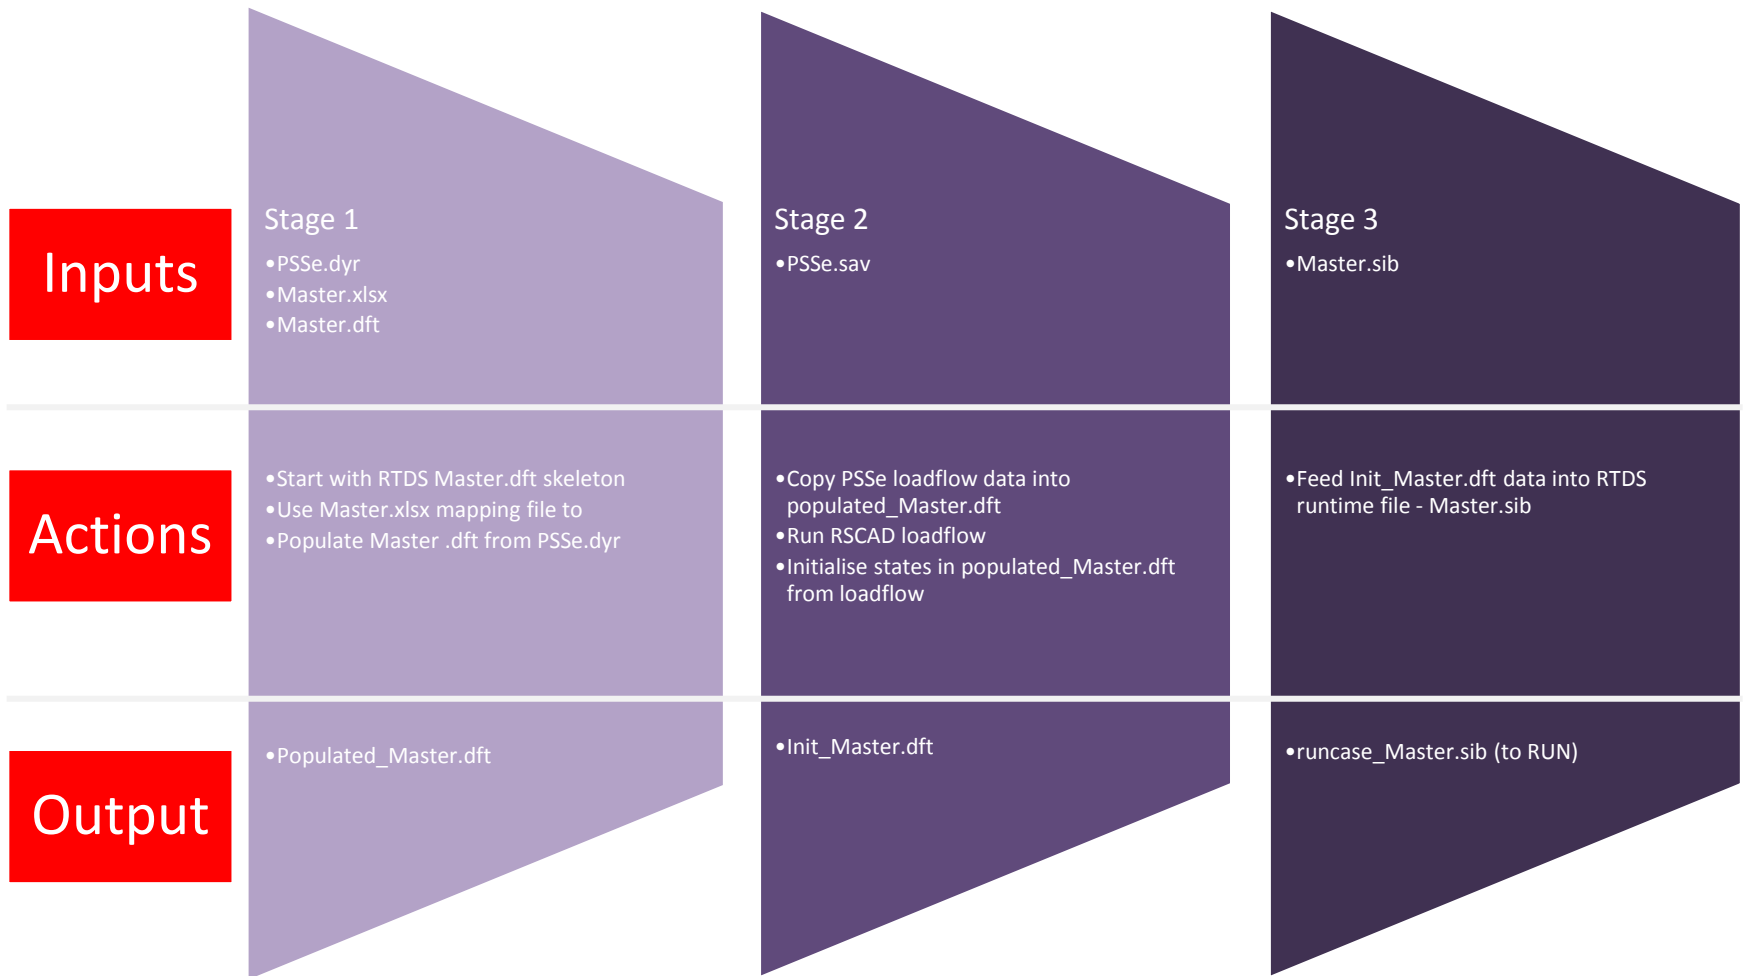 Inputs
Stage 1
•PSSe.dyr
•Master.xlsx
•Master.dft
Stage 2
•PSSe.sav
Stage 3
•Master.sib
Actions
•Start with RTDS Master.dft skeleton
•Use Master.xlsx mapping file to
•Populate Master .dft from PSSe.dyr
•Copy PSSe loadflow data into
populated_Master.dft
•Run RSCAD loadflow
•Initialise states in populated_Master.dft
from loadflow
•Feed Init_Master.dft data into RTDS
runtime file - Master.sib
Output
•Populated_Master.dft
•Init_Master.dft
•runcase_Master.sib (to RUN)